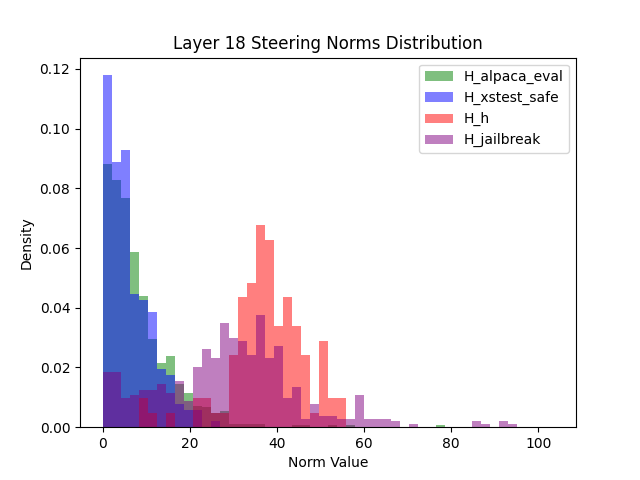 Layer 18 Steering Norms Distribution
H_alpaca_eval
H_xstest_safe
H_h
H_jailbreak
Density
0.12
0.10
0.08
0.06
0.04
0.02
0.00
0 20 40 60 80 100
Norm Value